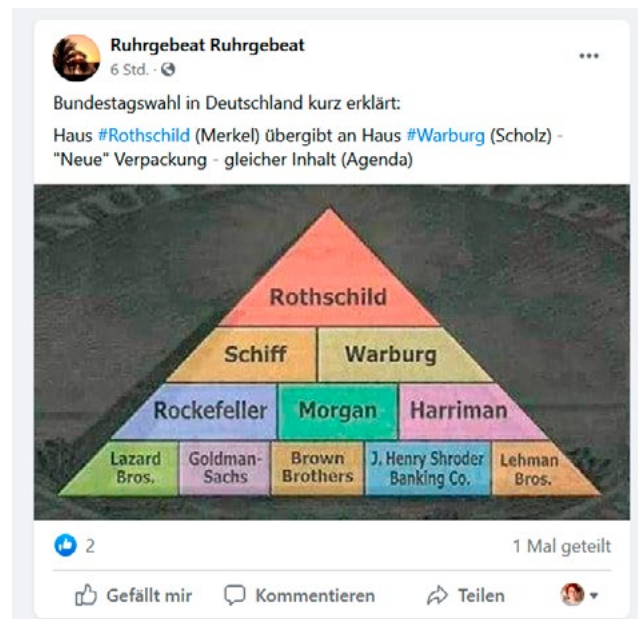 Ruhrgebeat Ruhrgebeat
6 Std. ·
Bundestagswahl in Deutschland kurz erklärt:
Haus #Rothschild (Merkel) übergibt an Haus #Warburg (Scholz) -
"Neue" Verpackung - gleicher Inhalt (Agenda)
Rothschild
Schiff Warburg
Rockefeller Morgan Harriman
Lazard Goldman- Brown J. Henry Shroder Lehman
Bros. Sachs Brothers Banking Co. Bros.
2 1 Mal geteilt
Gefällt mir Kommentieren Teilen